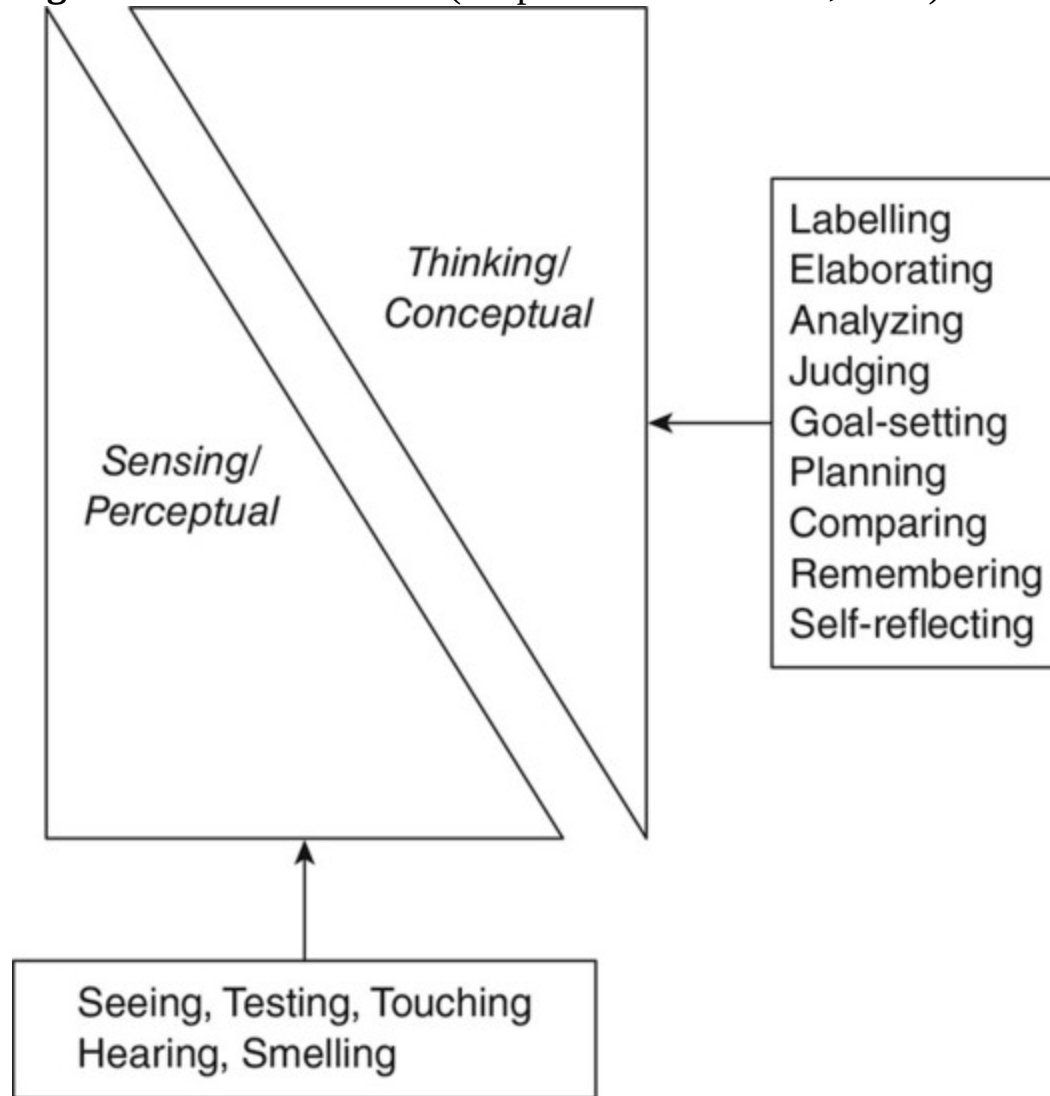 Thinking/
Conceptual
Sensing/
Perceptual
Labelling
Elaborating
Analyzing
Judging
Goal-setting
Planning
Comparing
Remembering
Self-reflecting
Seeing, Testing, Touching
Hearing, Smelling